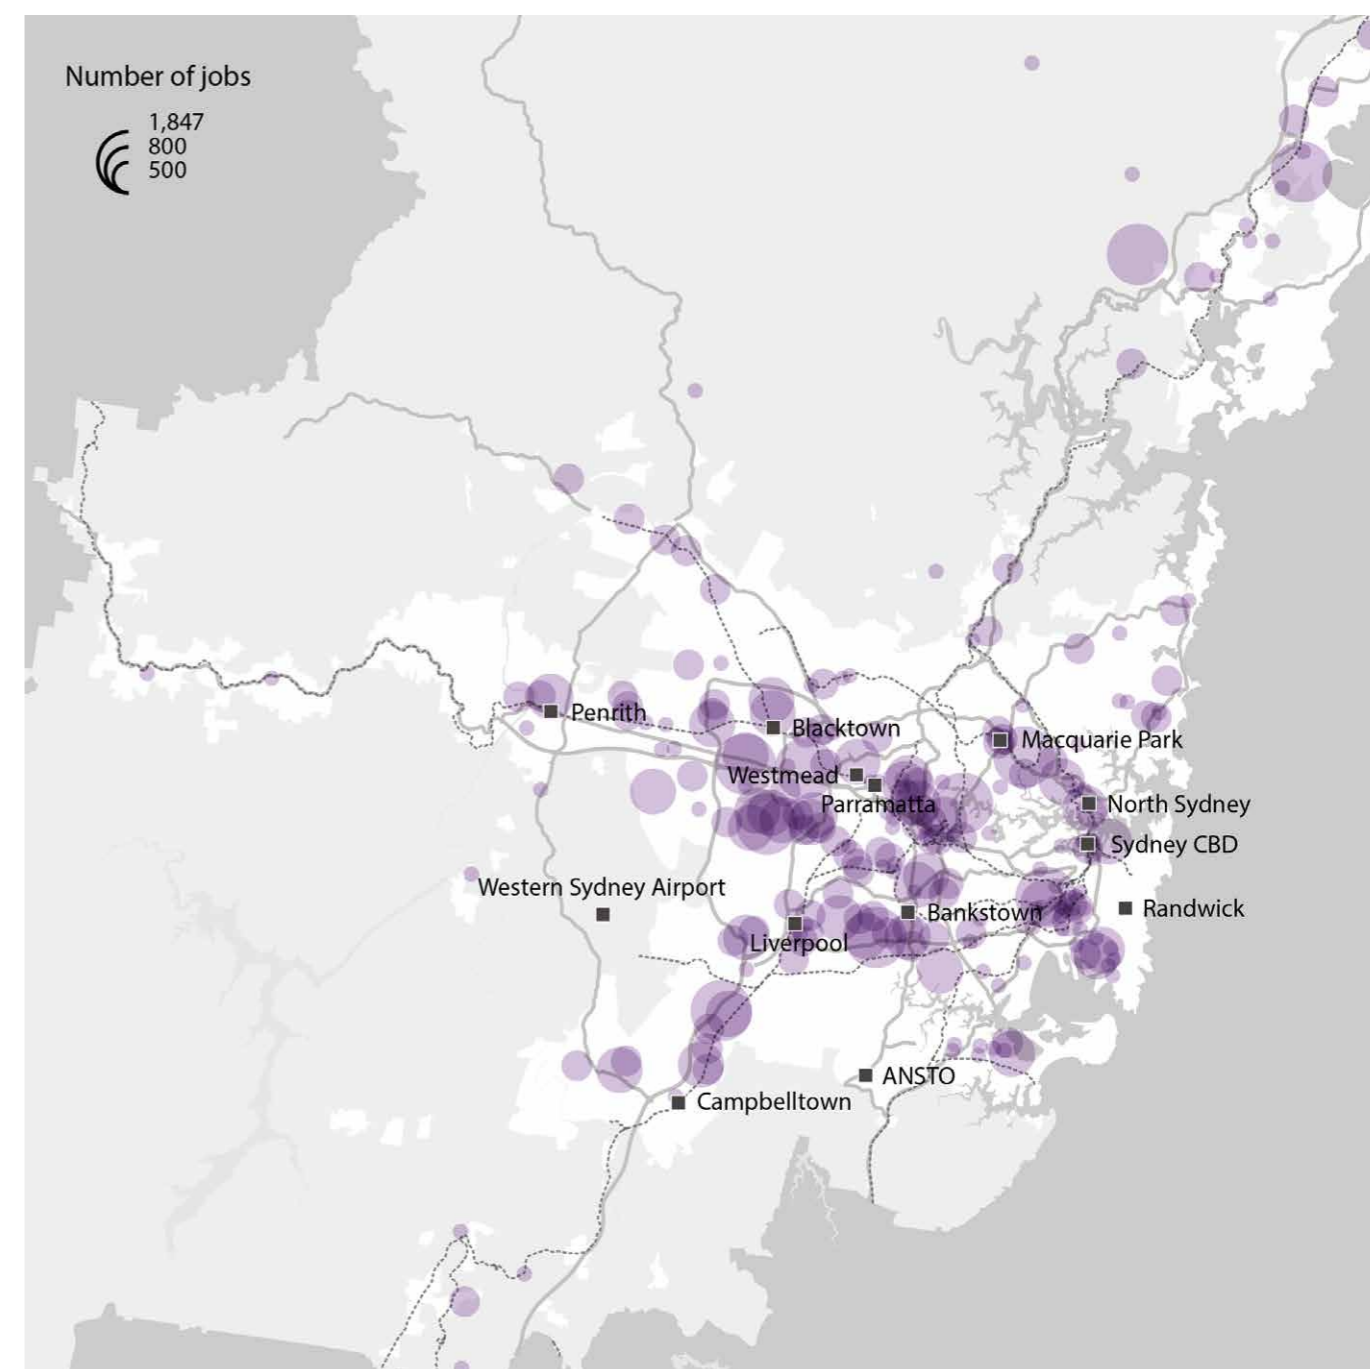 Number of jobs
1,847
800
500
Penrith
Blacktown
Macquarie Park
Westmead
Parramatta
North Sydney
Sydney CBD
Western Sydney Airport
Bankstown
Randwick
Liverpool
ANSTO
Campbelltown